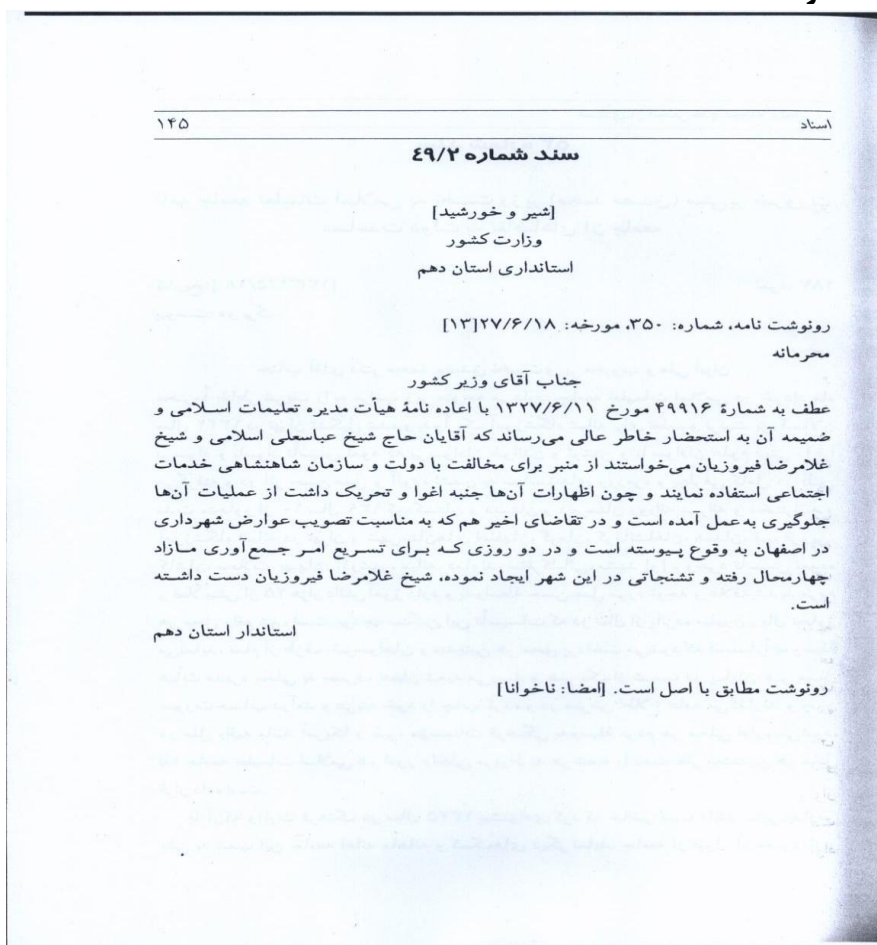 ۱۴۵
اسناد
سند شماره ٤٩/٢
[شیر و خورشید]
وزارت کشور
استانداری استان دهم
رونوشت نامه، شماره: ۳۵۰، مورخه: ۲۷/۶/۱۸[۱۳]
محرمانه
جناب آقای وزیر کشور
عطف به شمارهٔ ۴۹۹۱۶ مورخ ۱۳۲۷/۶/۱۱ با اعاده نامهٔ هیأت مدیره تعلیمات اسلامی و
ضمیمه آن به استحضار خاطر عالی می‌رساند که آقایان حاج شیخ عباسعلی اسلامی و شیخ
غلامرضا فیروزیان می‌خواستند از منبر برای مخالفت با دولت و سازمان شاهنشاهی خدمات
اجتماعی استفاده نمایند و چون اظهارات آن‌ها جنبه اغوا و تحریک داشت از عملیات آن‌ها
جلوگیری به‌عمل آمده است و در تقاضای اخیر هم که به مناسبت تصویب عوارض شهرداری
در اصفهان به وقوع پیوسته است و در دو روزی که برای تسریع امر جمع‌آوری مازاد
چهارمحال رفته و تشنجاتی در این شهر ایجاد نموده، شیخ غلامرضا فیروزیان دست داشته
است.
استاندار استان دهم
رونوشت مطابق با اصل است. [امضا: ناخوانا]